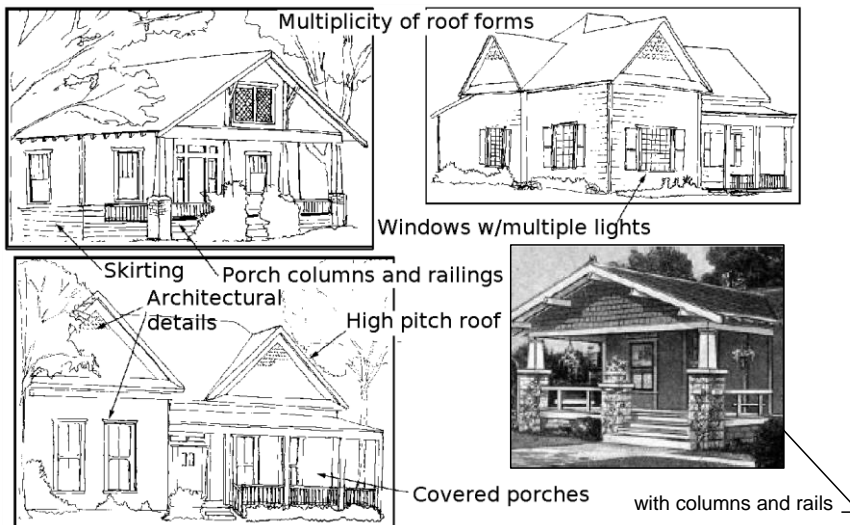 Multiplicity of roof forms
Windows w/multiple lights
Skirting
Porch columns and railings
Architectural
details
High pitch roof
Covered porches
with columns and rails